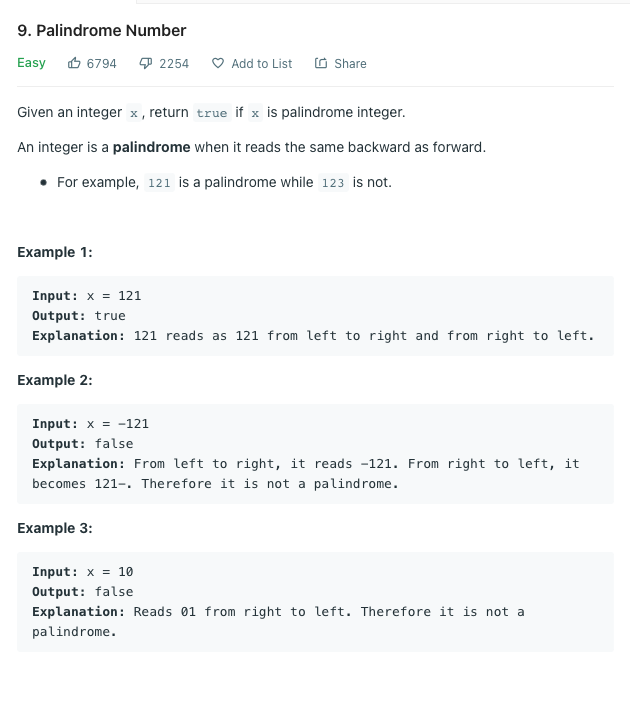 9. Palindrome Number
Easy 6794 2254 Add to List Share
Given an integer x, return true if x is palindrome integer.
An integer is a palindrome when it reads the same backward as forward.
• For example, 121 is a palindrome while 123 is not.
Example 1:
Input: x = 121
Output: true
Explanation: 121 reads as 121 from left to right and from right to left.
Example 2:
Input: x = -121
Output: false
Explanation: From left to right, it reads -121. From right to left, it
becomes 121-. Therefore it is not a palindrome.
Example 3:
Input: x = 10
Output: false
Explanation: Reads 01 from right to left. Therefore it is not a
palindrome.